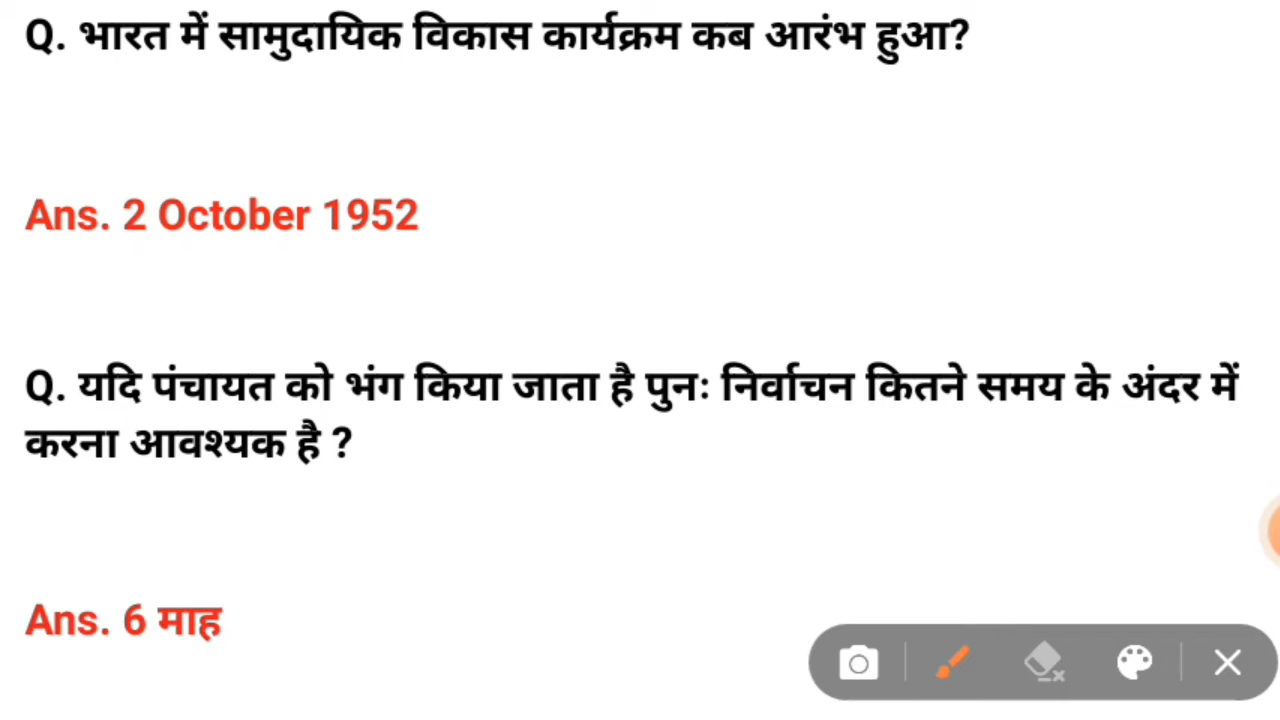 Q. भारत में सामुदायिक विकास कार्यक्रम कब आरंभ हुआ?
Ans. 2 October 1952
Q. यदि पंचायत को भंग किया जाता है पुनः निर्वाचन कितने समय के अंदर में
करना आवश्यक है ?
Ans. 6 माह